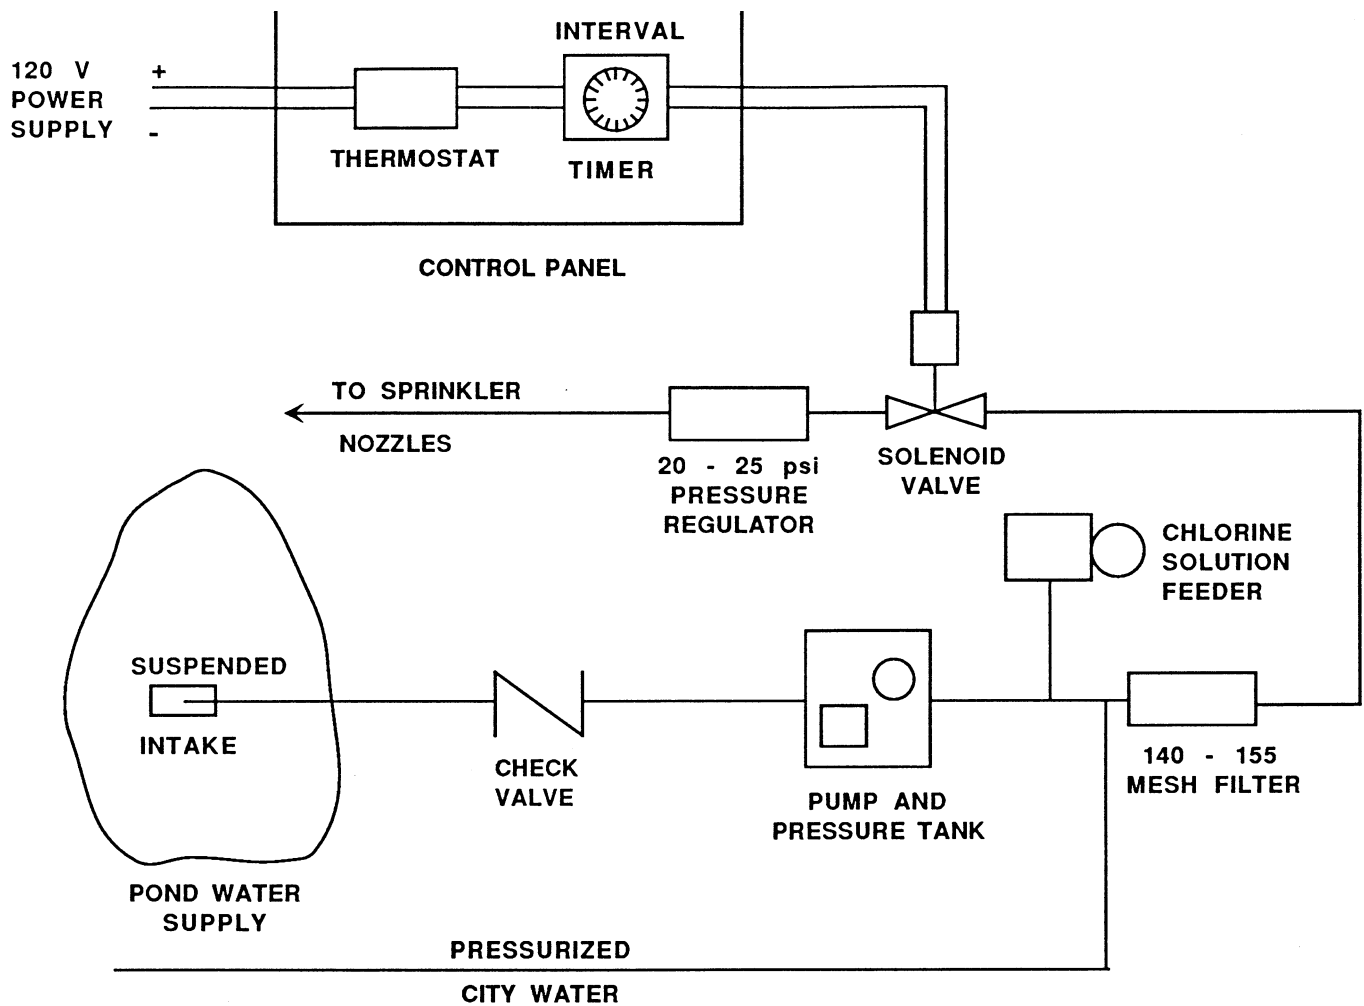 INTERVAL
120 V +
POWER
SUPPLY -
THERMOSTAT
TIMER
CONTROL PANEL
TO SPRINKLER
NOZZLES
SOLENOID
VALVE
20 - 25 psi
PRESSURE
REGULATOR
CHLORINE
SOLUTION
FEEDER
SUSPENDED
INTAKE
CHECK
VALVE
PUMP AND
PRESSURE TANK
140 - 155
MESH FILTER
POND WATER
SUPPLY
PRESSURIZED
CITY WATER